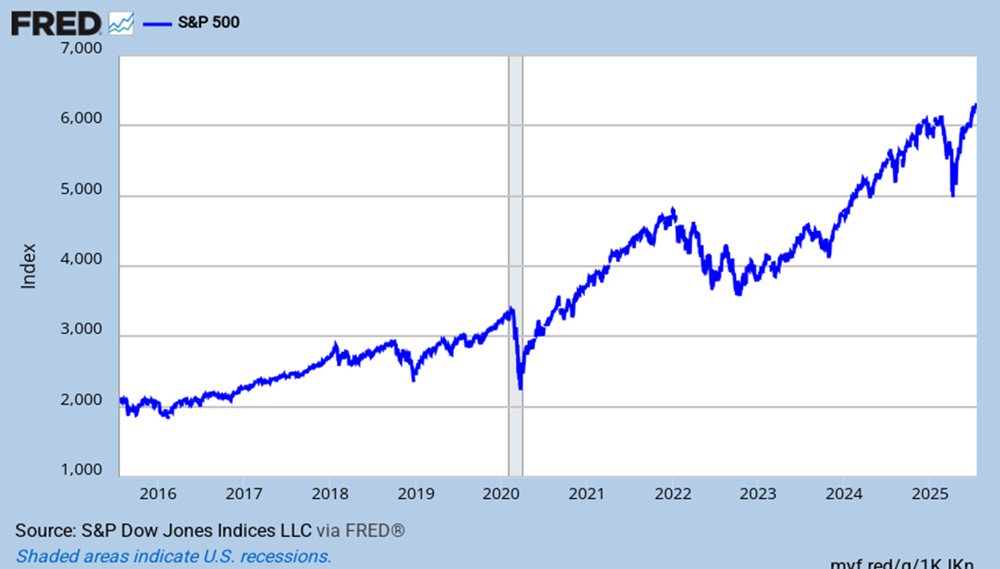 FRED S&P 500
7,000
6,000
5,000
4,000
3,000
2,000
1,000
Index
2016 2017 2018 2019 2020 2021 2022 2023 2024 2025
Source: S&P Dow Jones Indices LLC via FRED®
Shaded areas indicate U.S. recessions.